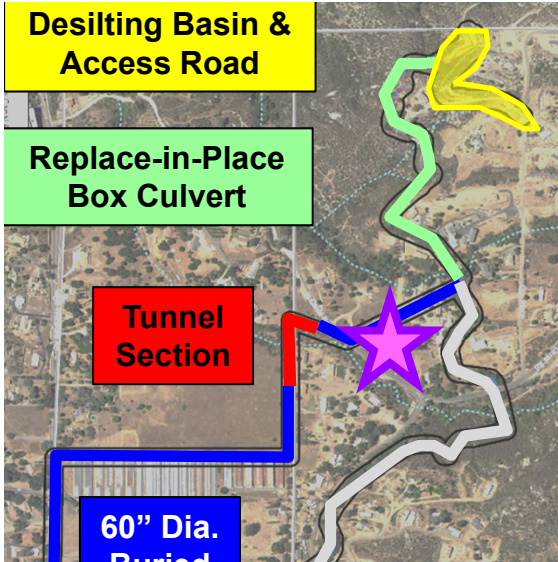 Desilting Basin &
Access Road
Replace-in-Place
Box Culvert
Tunnel
Section
60” Dia.
Buried